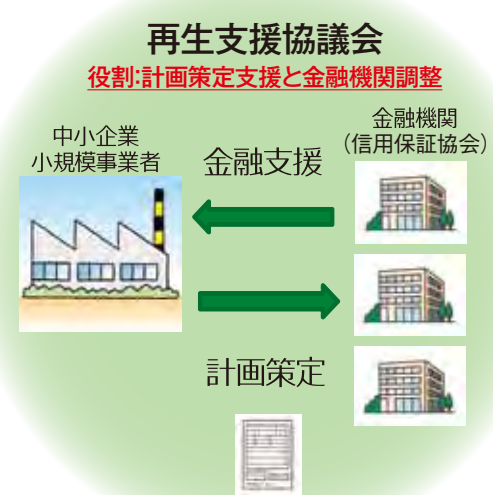 再生支援協議会
役割:計画策定支援と金融機関調整
中小企業
小規模事業者
金融機関
（信用保証協会）
金融支援
計画策定